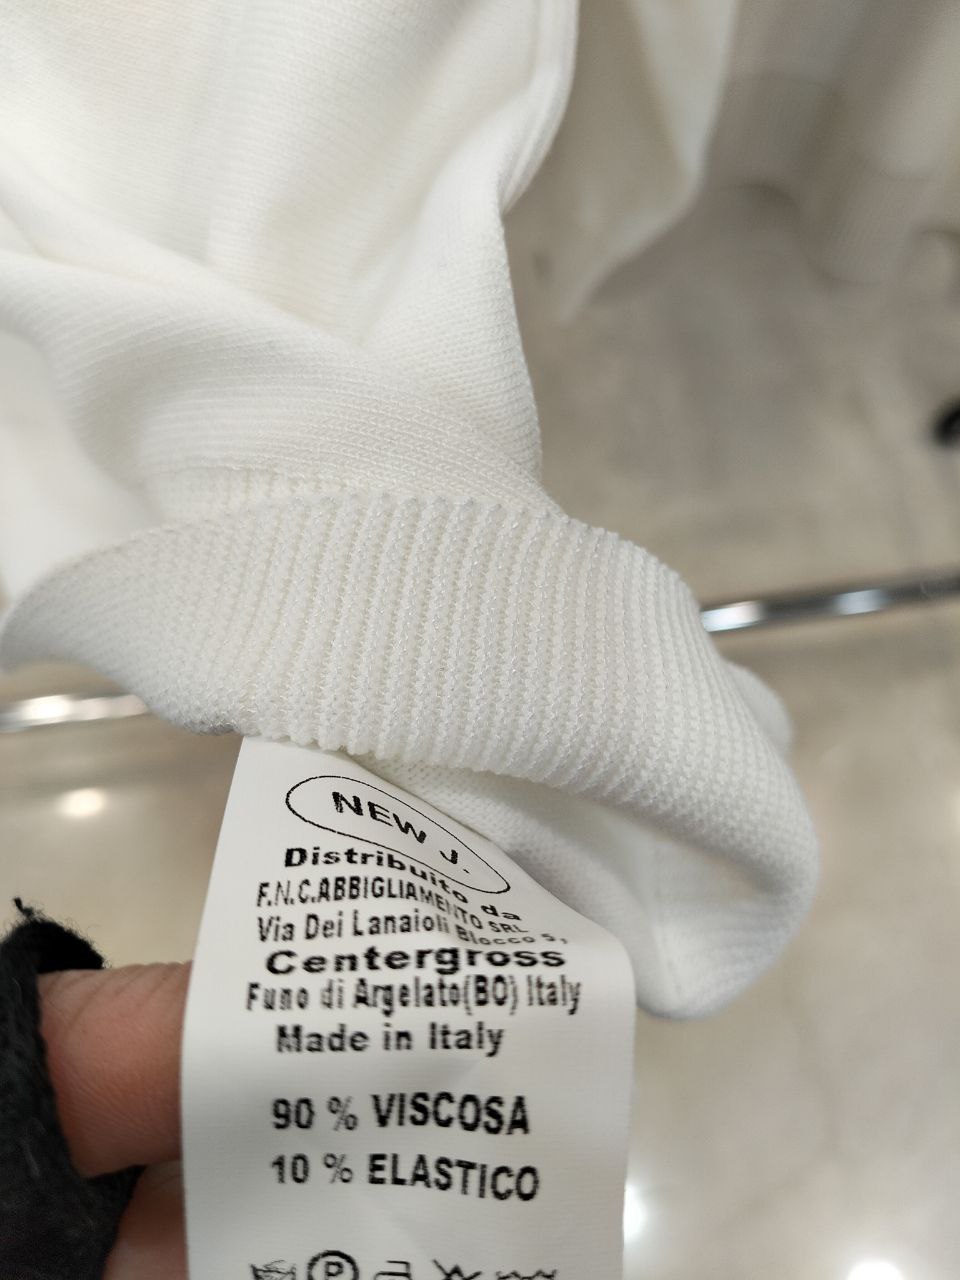 NEW J.
Distribuito da
F.N.C.ABBIGLIAMENTO SRL
Via Dei Lanaioli Blocco 5,
Centergross
Funo di Argelato(BO) Italy
Made in Italy
90 % VISCOSA
10 % ELASTICO
P